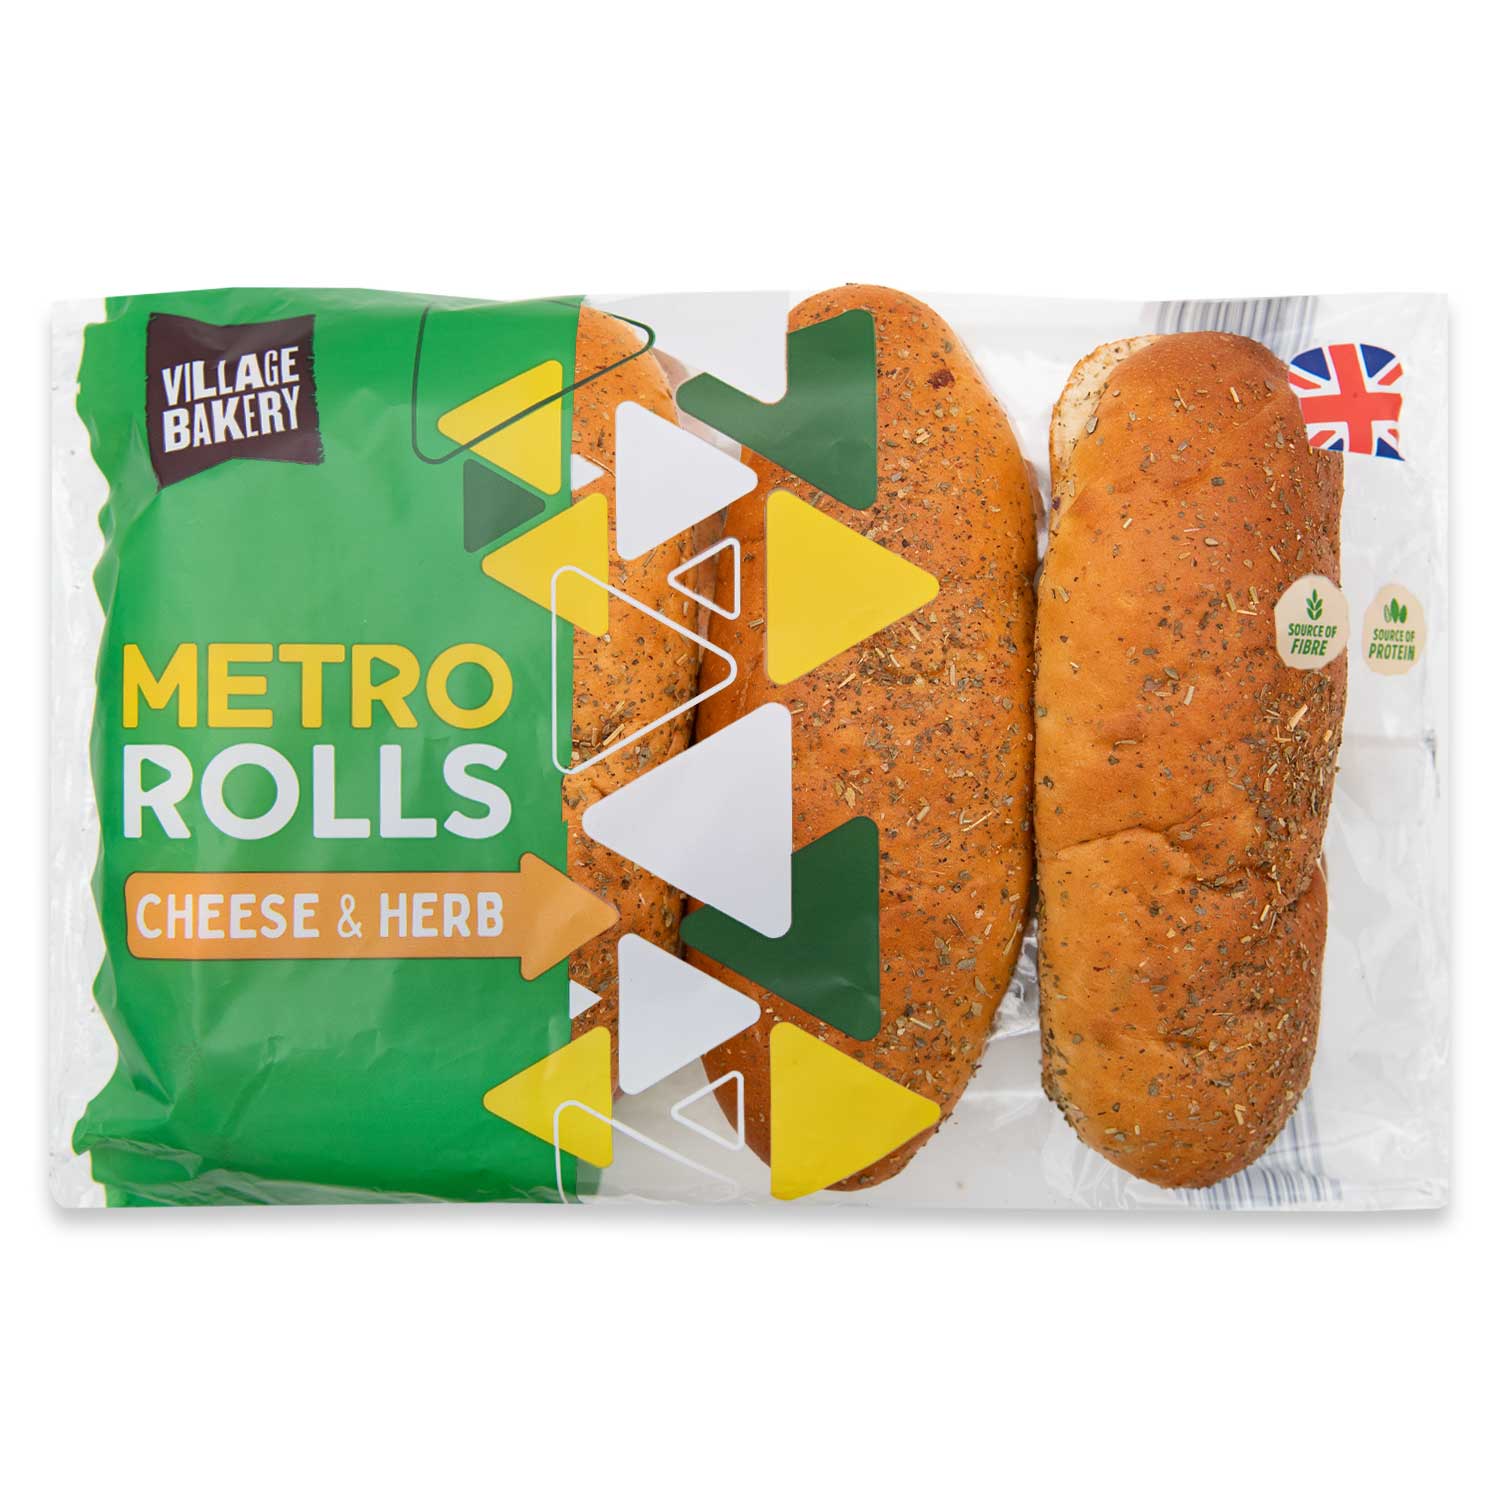 VILLAGE
BAKERY
METRO
ROLLS
CHEESE & HERB
SOURCE OF
FIBRE
SOURCE OF
PROTEIN